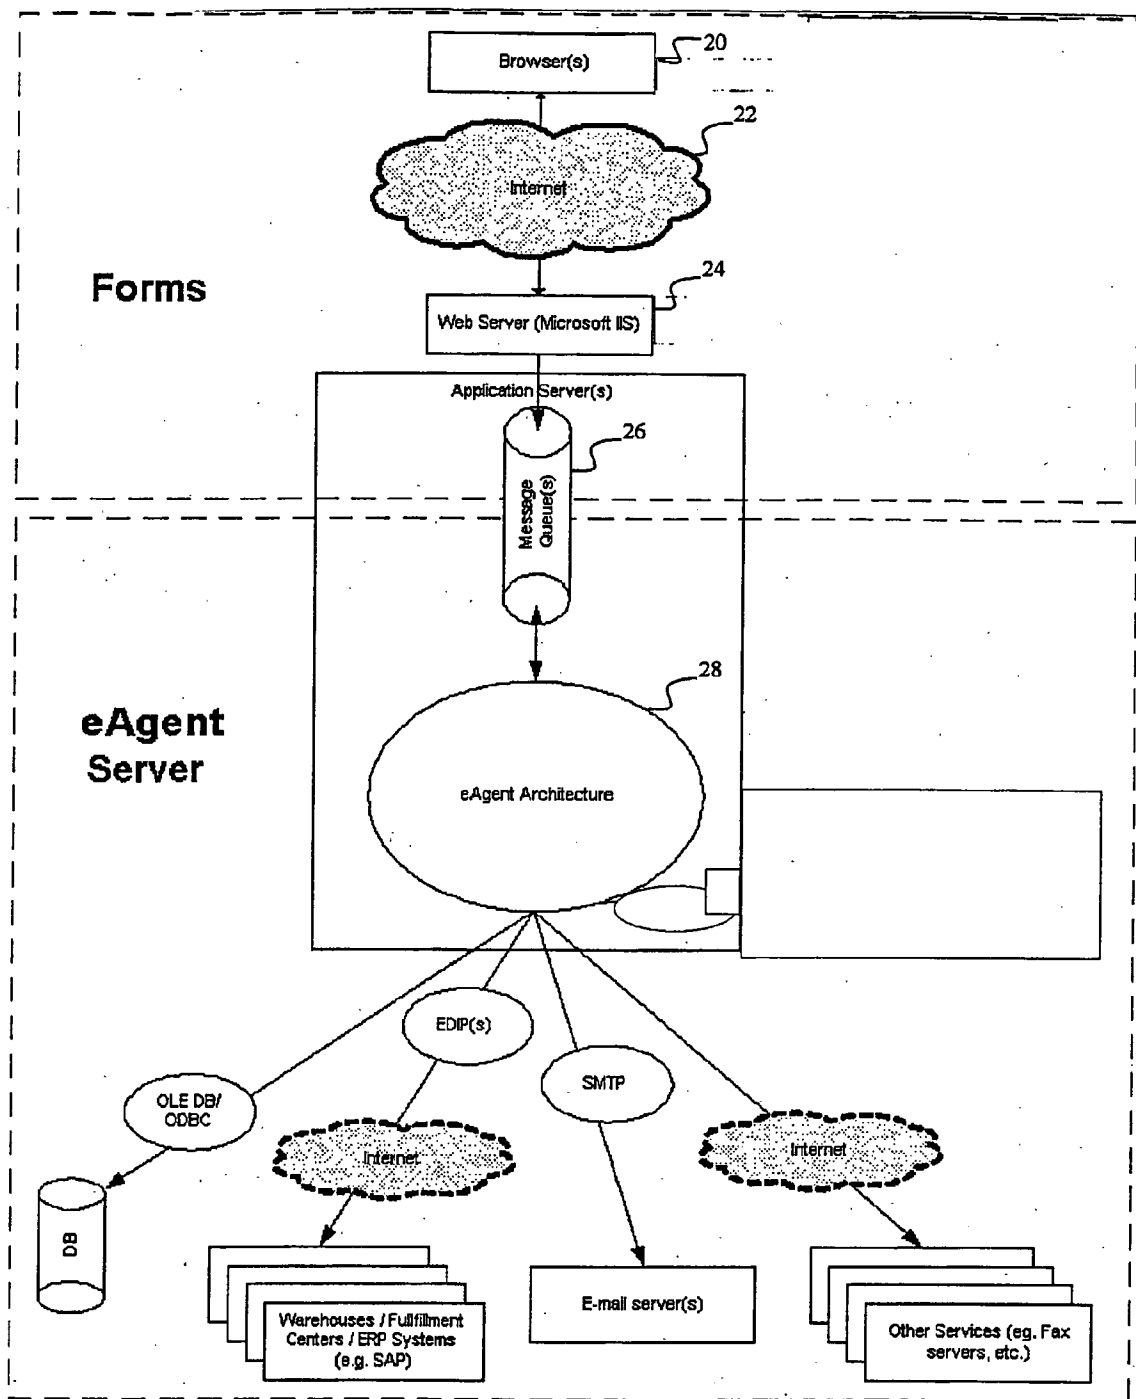 Browser(s)
20
22
Internet
24
Forms
Web Server (Microsoft IIS)
Application Server(s)
26
Message
Queue(s)
28
eAgent
Server
eAgent Architecture
EDIP(s)
SMTP
OLE DB/
ODBC
Internet
Internet
DB
Warehouses / Fullfillment
Centers / ERP Systems
(e.g. SAP)
E-mail server(s)
Other Services (eg. Fax
servers, etc.)